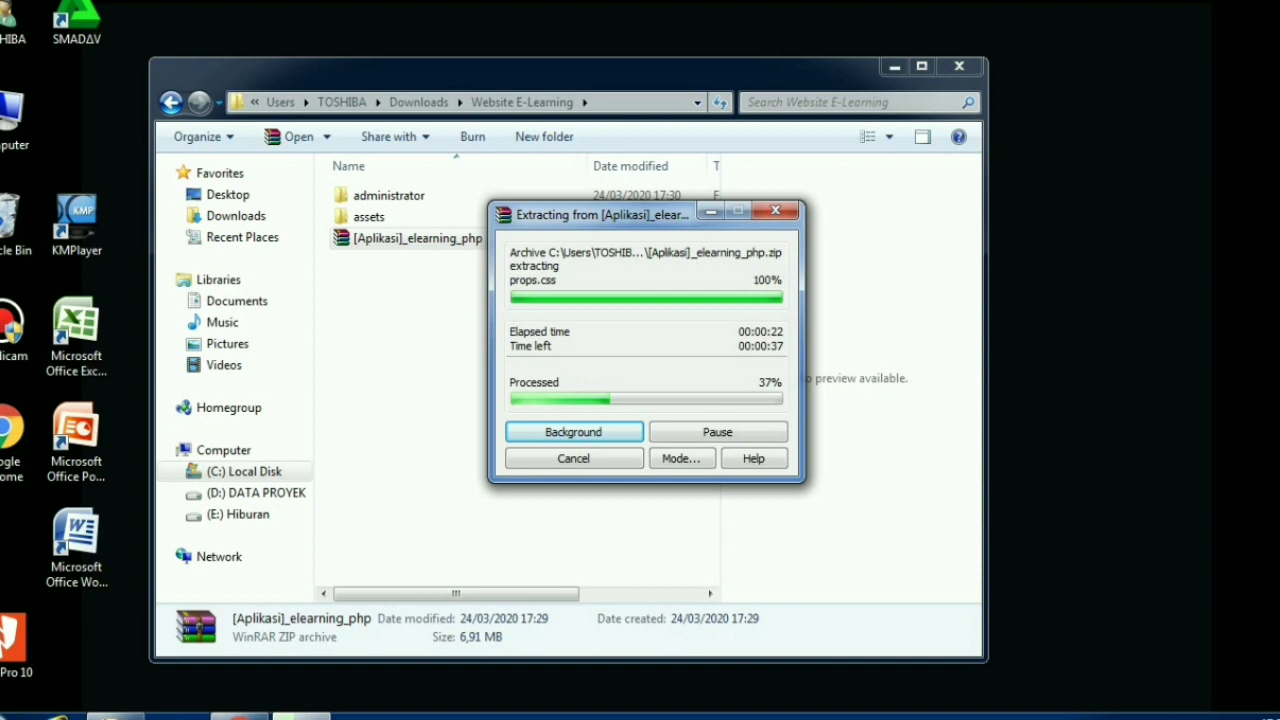 HIBA
SMADΔV
puter
cle Bin
KMPlayer
dicam
Microsoft
Office Exc...
ogle
ome
Microsoft
Office Po...
Microsoft
Office Wo...
Pro 10
« Users ▸ TOSHIBA ▸ Downloads ▸ Website E-Learning ▸
Search Website E-Learning
Organize
Open
Share with
Burn
New folder
Favorites
Desktop
Downloads
Recent Places
Libraries
Documents
Music
Pictures
Videos
Homegroup
Computer
(C:) Local Disk
(D:) DATA PROYEK
(E:) Hiburan
Network
Name Date modified T
administrator 24/03/2020 17:30 F
assets
[Aplikasi]_elearning_php
Extracting from [Aplikasi]_elear...
Archive C:\Users\TOSHIB...\[Aplikasi]_elearning_php.zip
extracting
props.css 100%
Elapsed time 00:00:22
Time left 00:00:37
Processed 37%
Background
Pause
Cancel
Mode...
Help
o preview available.
[Aplikasi]_elearning_php Date modified: 24/03/2020 17:29 Date created: 24/03/2020 17:29
WinRAR ZIP archive Size: 6,91 MB